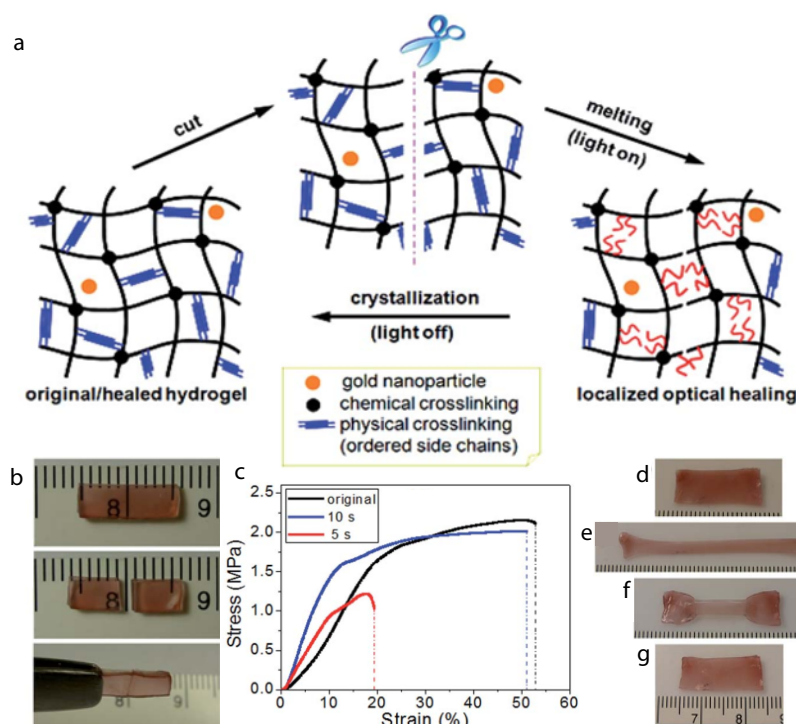 a
cut
melting
(light on)
original/healed hydrogel
crystallization
(light off)
localized optical healing
gold nanoparticle
chemical crosslinking
physical crosslinking
(ordered side chains)
b
8 9
8 9
8 9
c
2.5
2.0
1.5
1.0
0.5
0.0
original
10 s
5 s
Stress (MPa)
0 10 20 30 40 50 60
Strain (%)
d
e
f
g
7 8 9